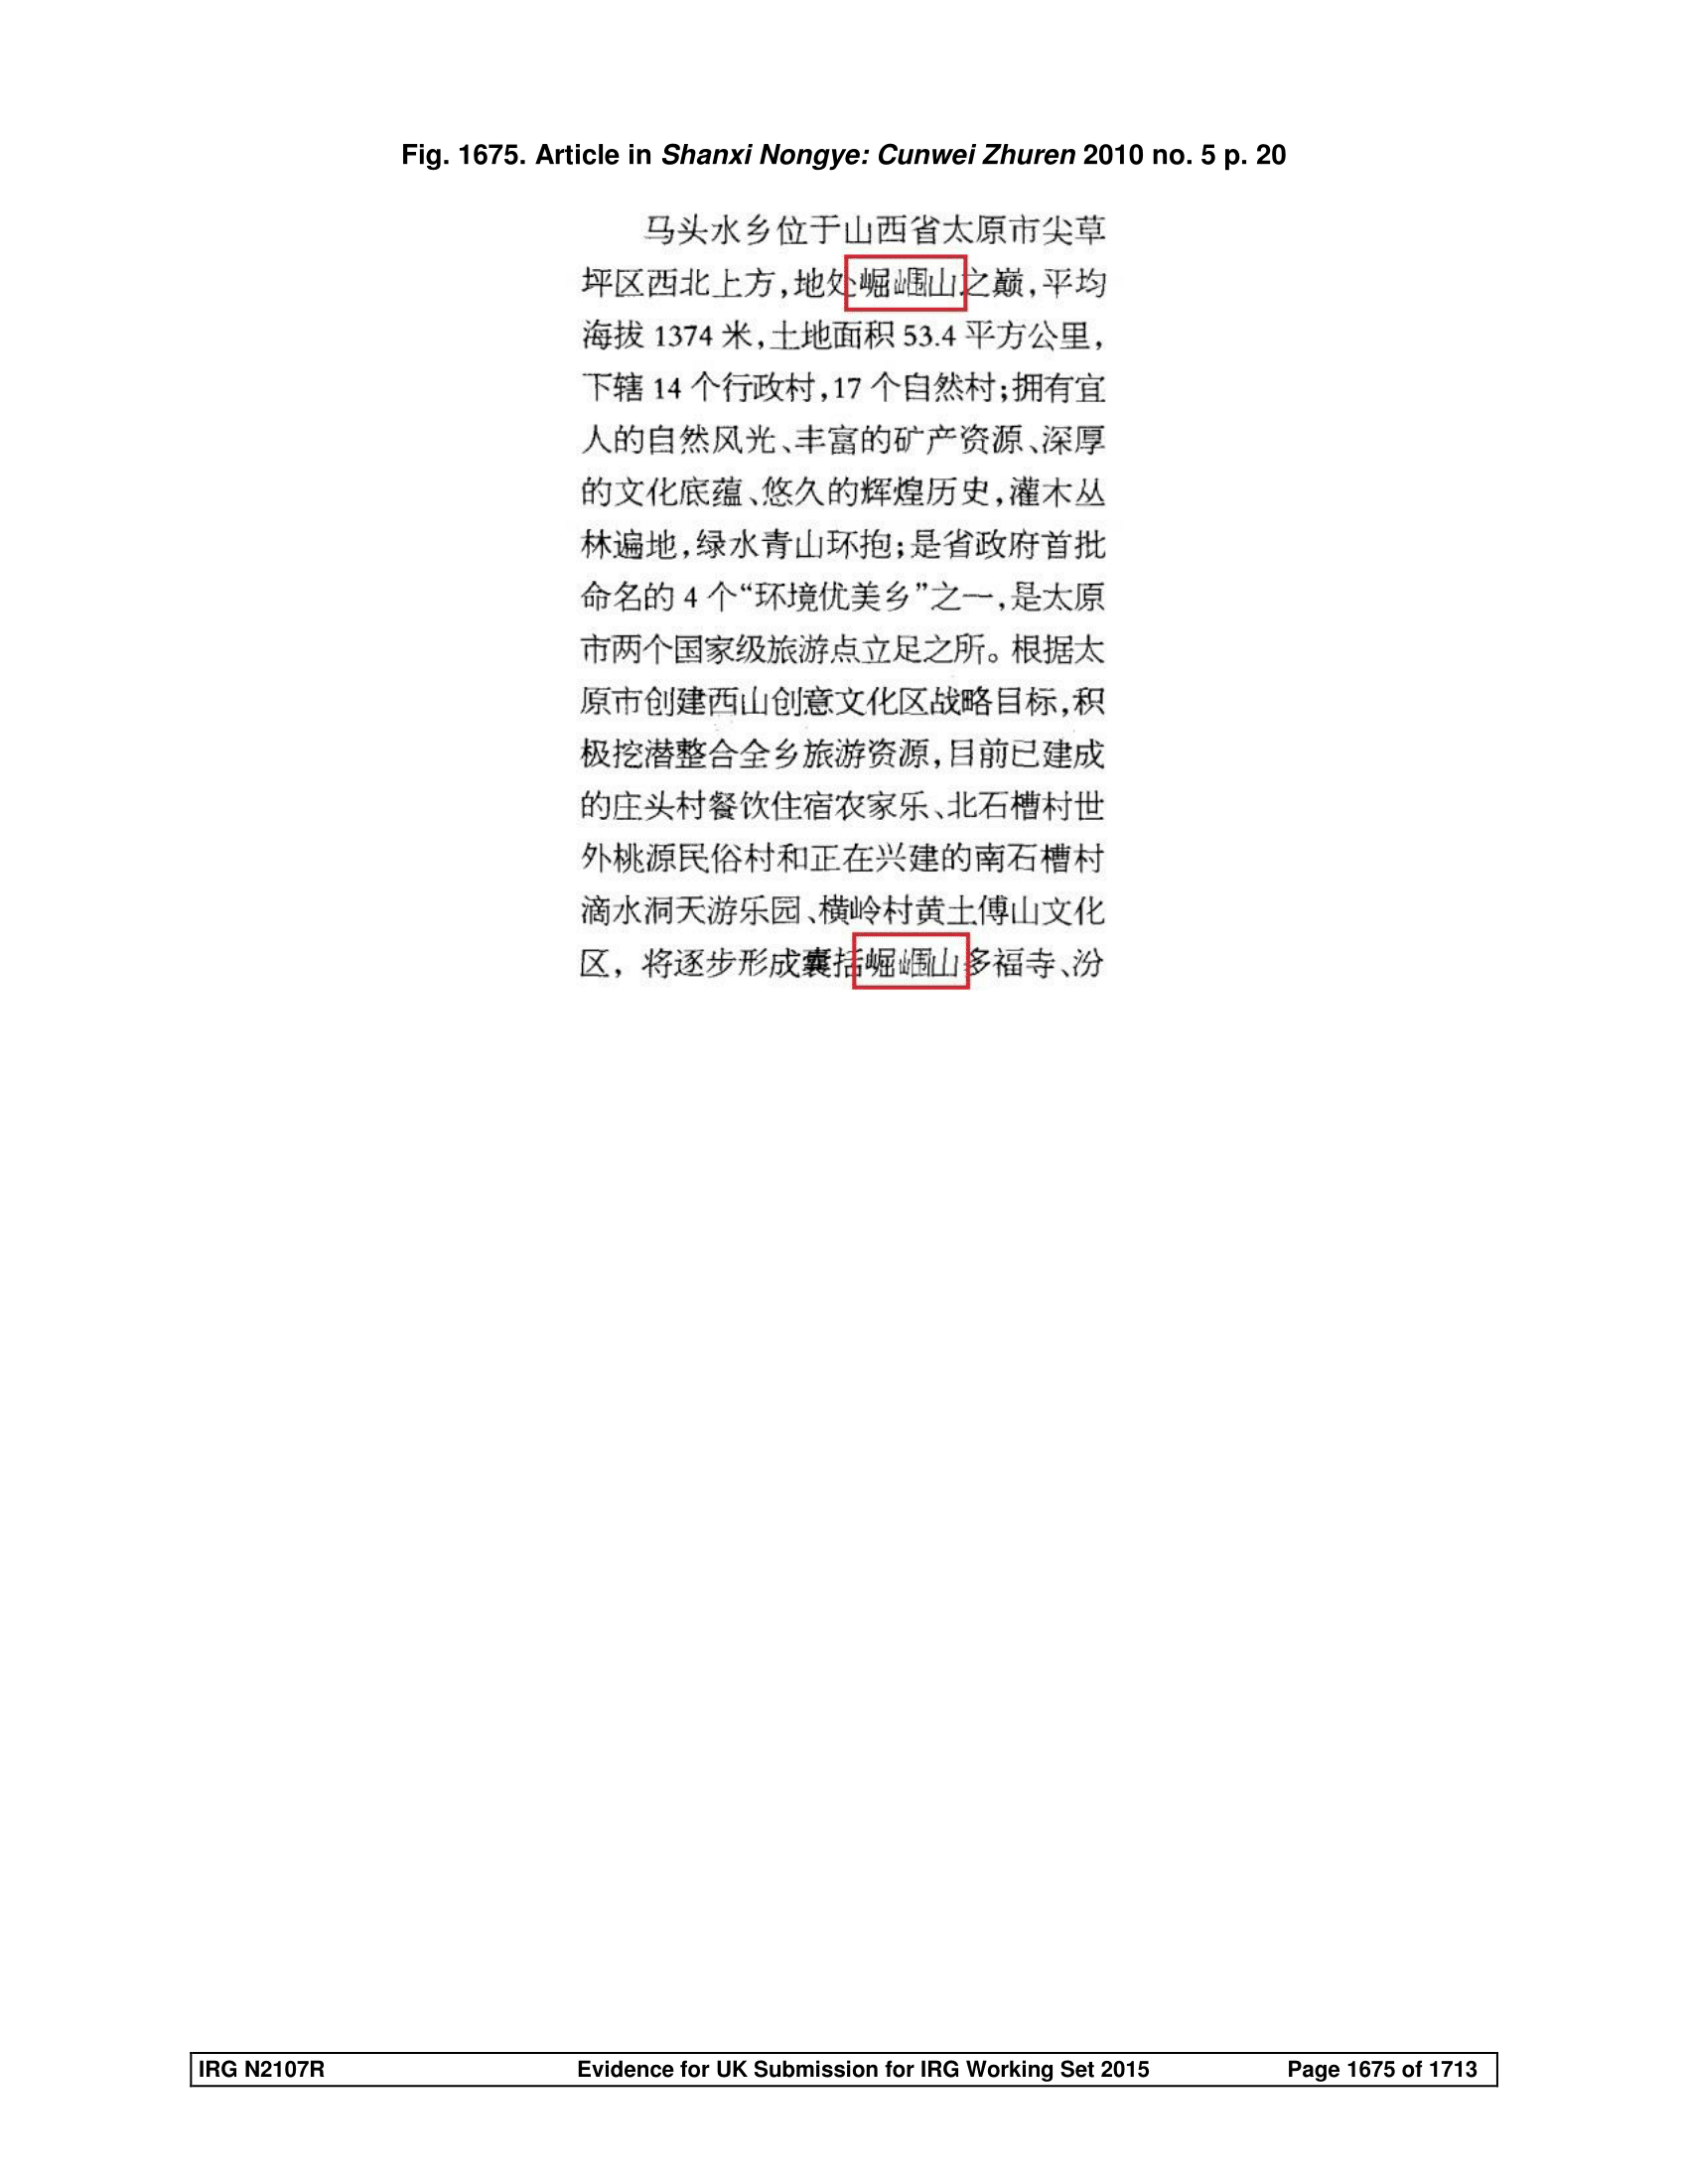 Fig. 1675. Article in Shanxi Nongye: Cunwei Zhuren 2010 no. 5 p. 20
马头水乡位于山西省太原市尖草
坪区西北上方,地处崛⿰山围山之巅,平均
海拔 1374 米,土地面积 53.4 平方公里,
下辖 14 个行政村,17 个自然村;拥有宜
人的自然风光、丰富的矿产资源、深厚
的文化底蕴、悠久的辉煌历史,灌木丛
林遍地,绿水青山环抱;是省政府首批
命名的 4 个“环境优美乡”之一,是太原
市两个国家级旅游点立足之所。根据太
原市创建西山创意文化区战略目标,积
极挖潜整合全乡旅游资源,目前已建成
的庄头村餐饮住宿农家乐、北石槽村世
外桃源民俗村和正在兴建的南石槽村
滴水洞天游乐园、横岭村黄土傅山文化
区,将逐步形成囊括崛⿰山围山多福寺、汾
IRG N2107R Evidence for UK Submission for IRG Working Set 2015 Page 1675 of 1713